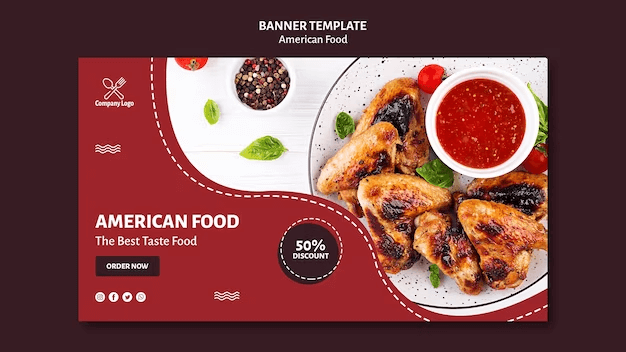 BANNER TEMPLATE
American Food
Company Logo
AMERICAN FOOD
The Best Taste Food
50%
DISCOUNT
ORDER NOW